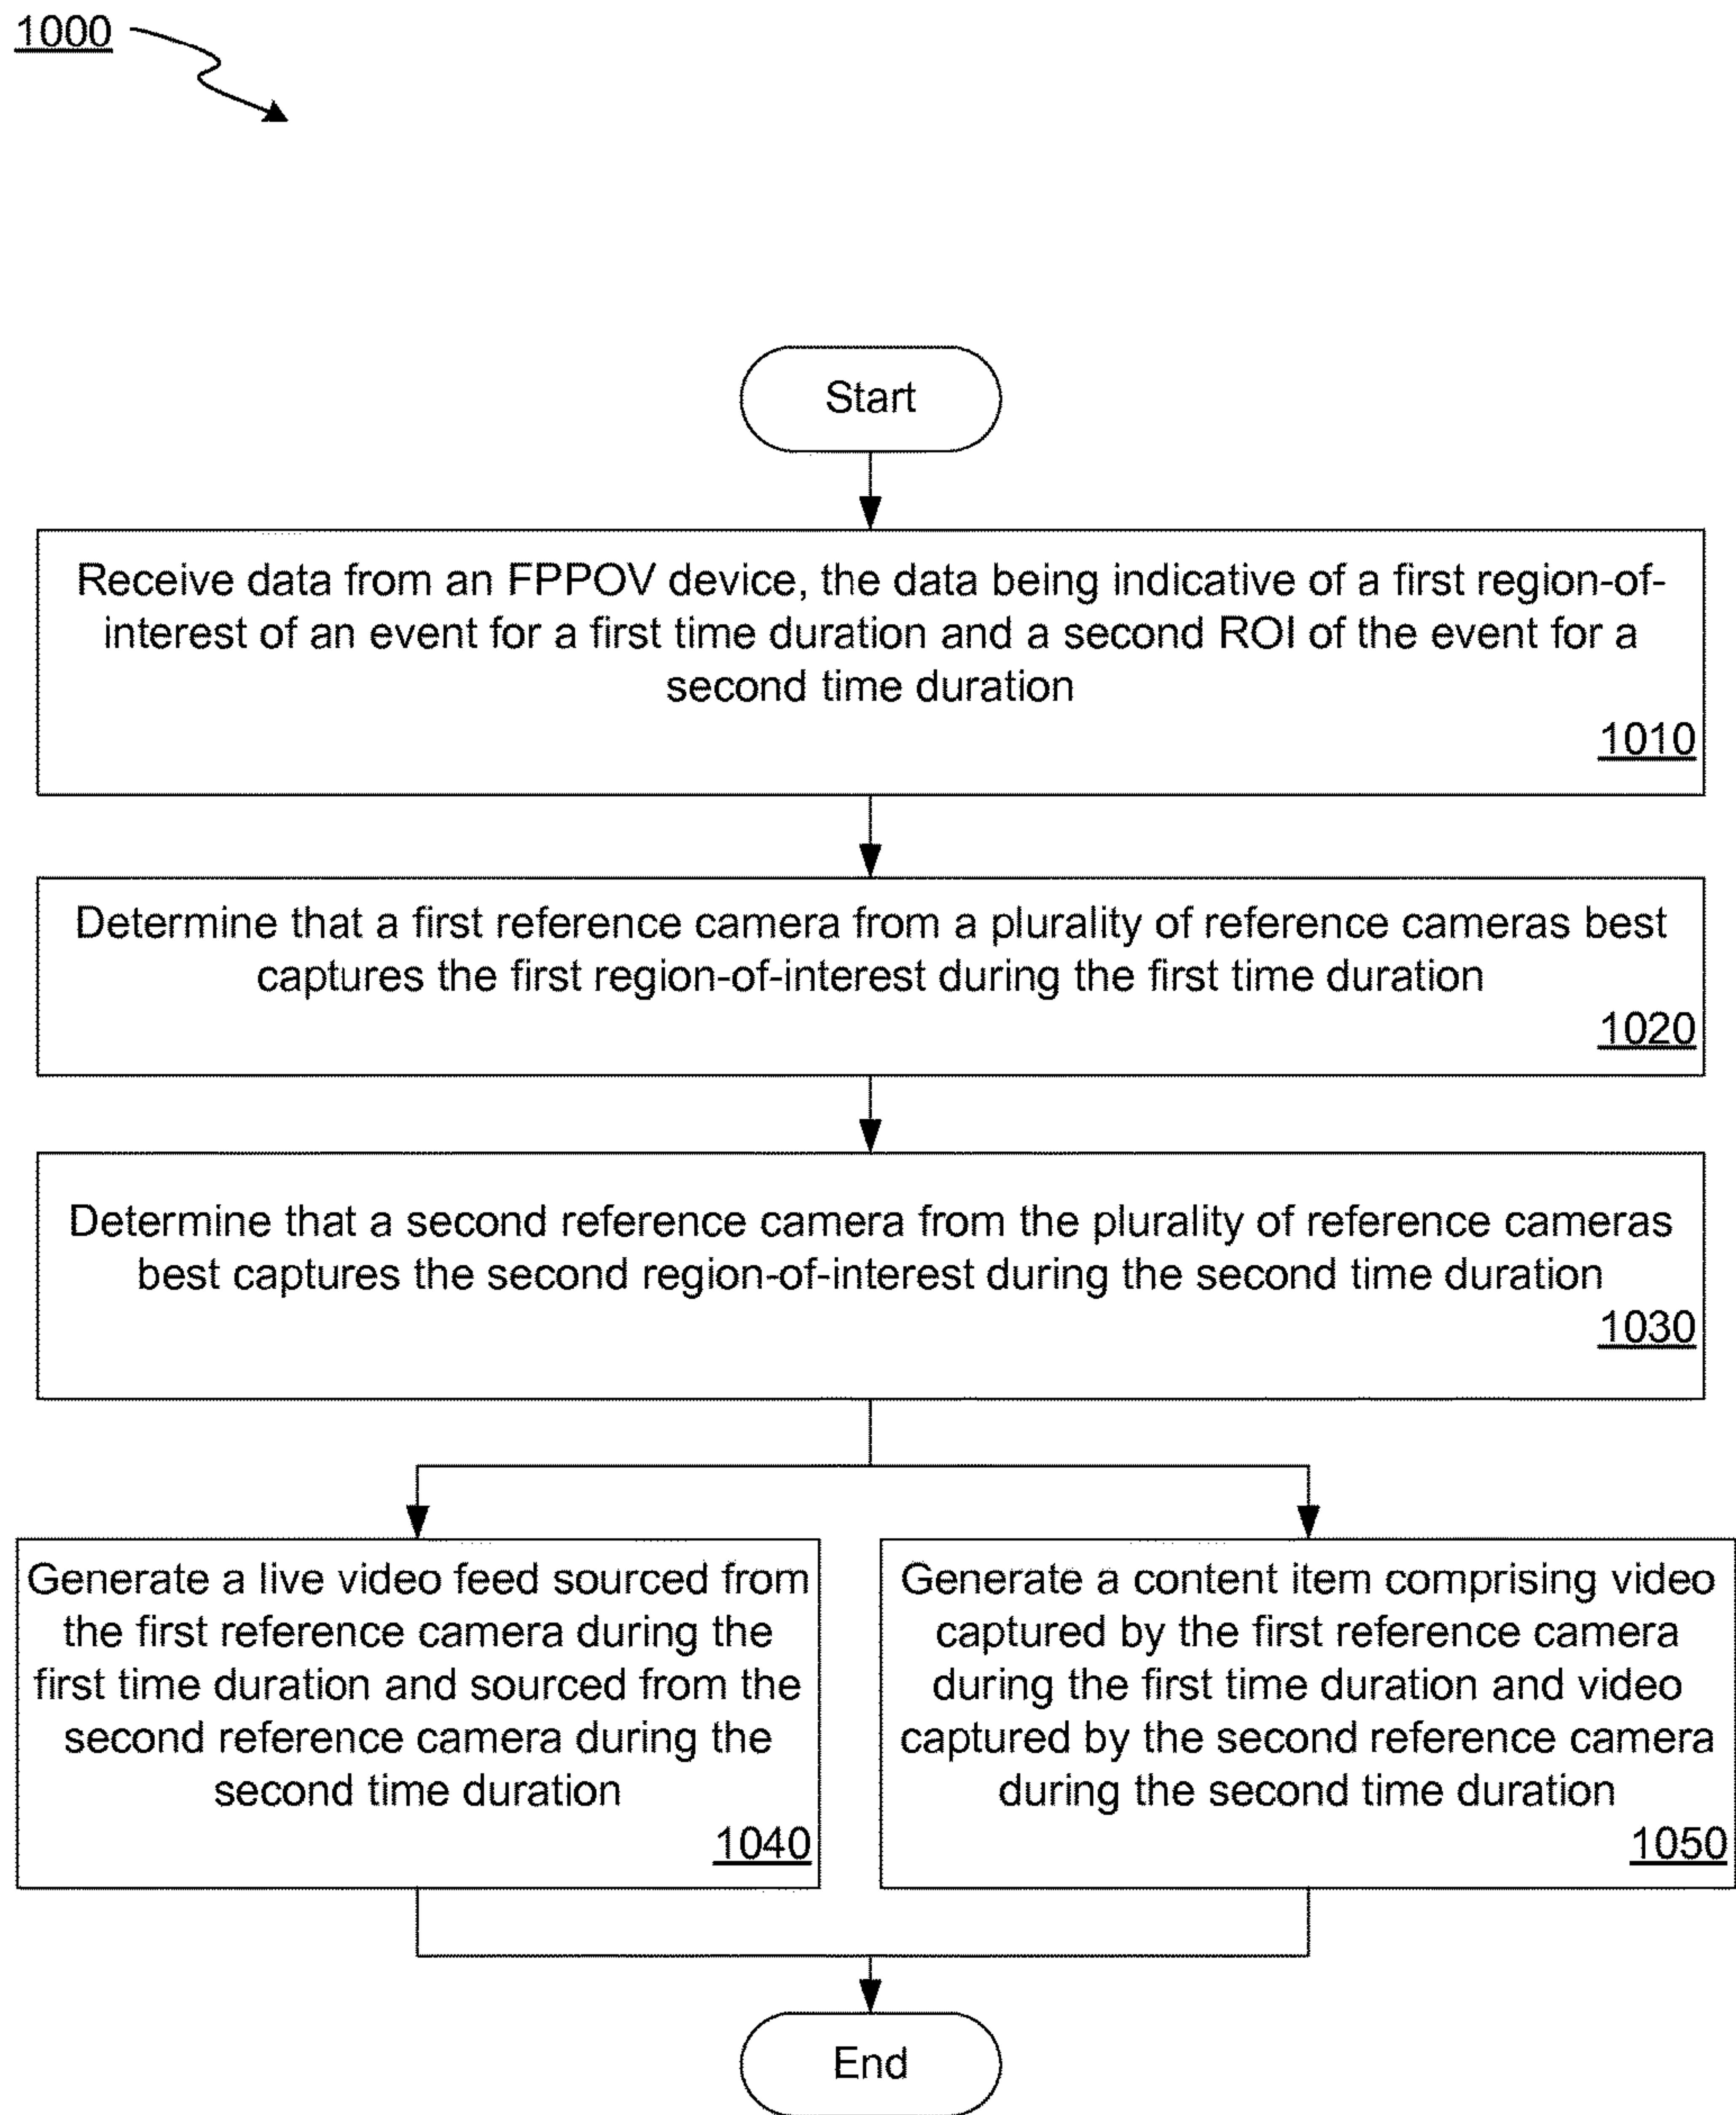 1000
Start
Receive data from an FPPOV device, the data being indicative of a first region-of-
interest of an event for a first time duration and a second ROI of the event for a
second time duration
1010
Determine that a first reference camera from a plurality of reference cameras best
captures the first region-of-interest during the first time duration
1020
Determine that a second reference camera from the plurality of reference cameras
best captures the second region-of-interest during the second time duration
1030
Generate a live video feed sourced from
the first reference camera during the
first time duration and sourced from the
second reference camera during the
second time duration
1040
Generate a content item comprising video
captured by the first reference camera
during the first time duration and video
captured by the second reference camera
during the second time duration
1050
End